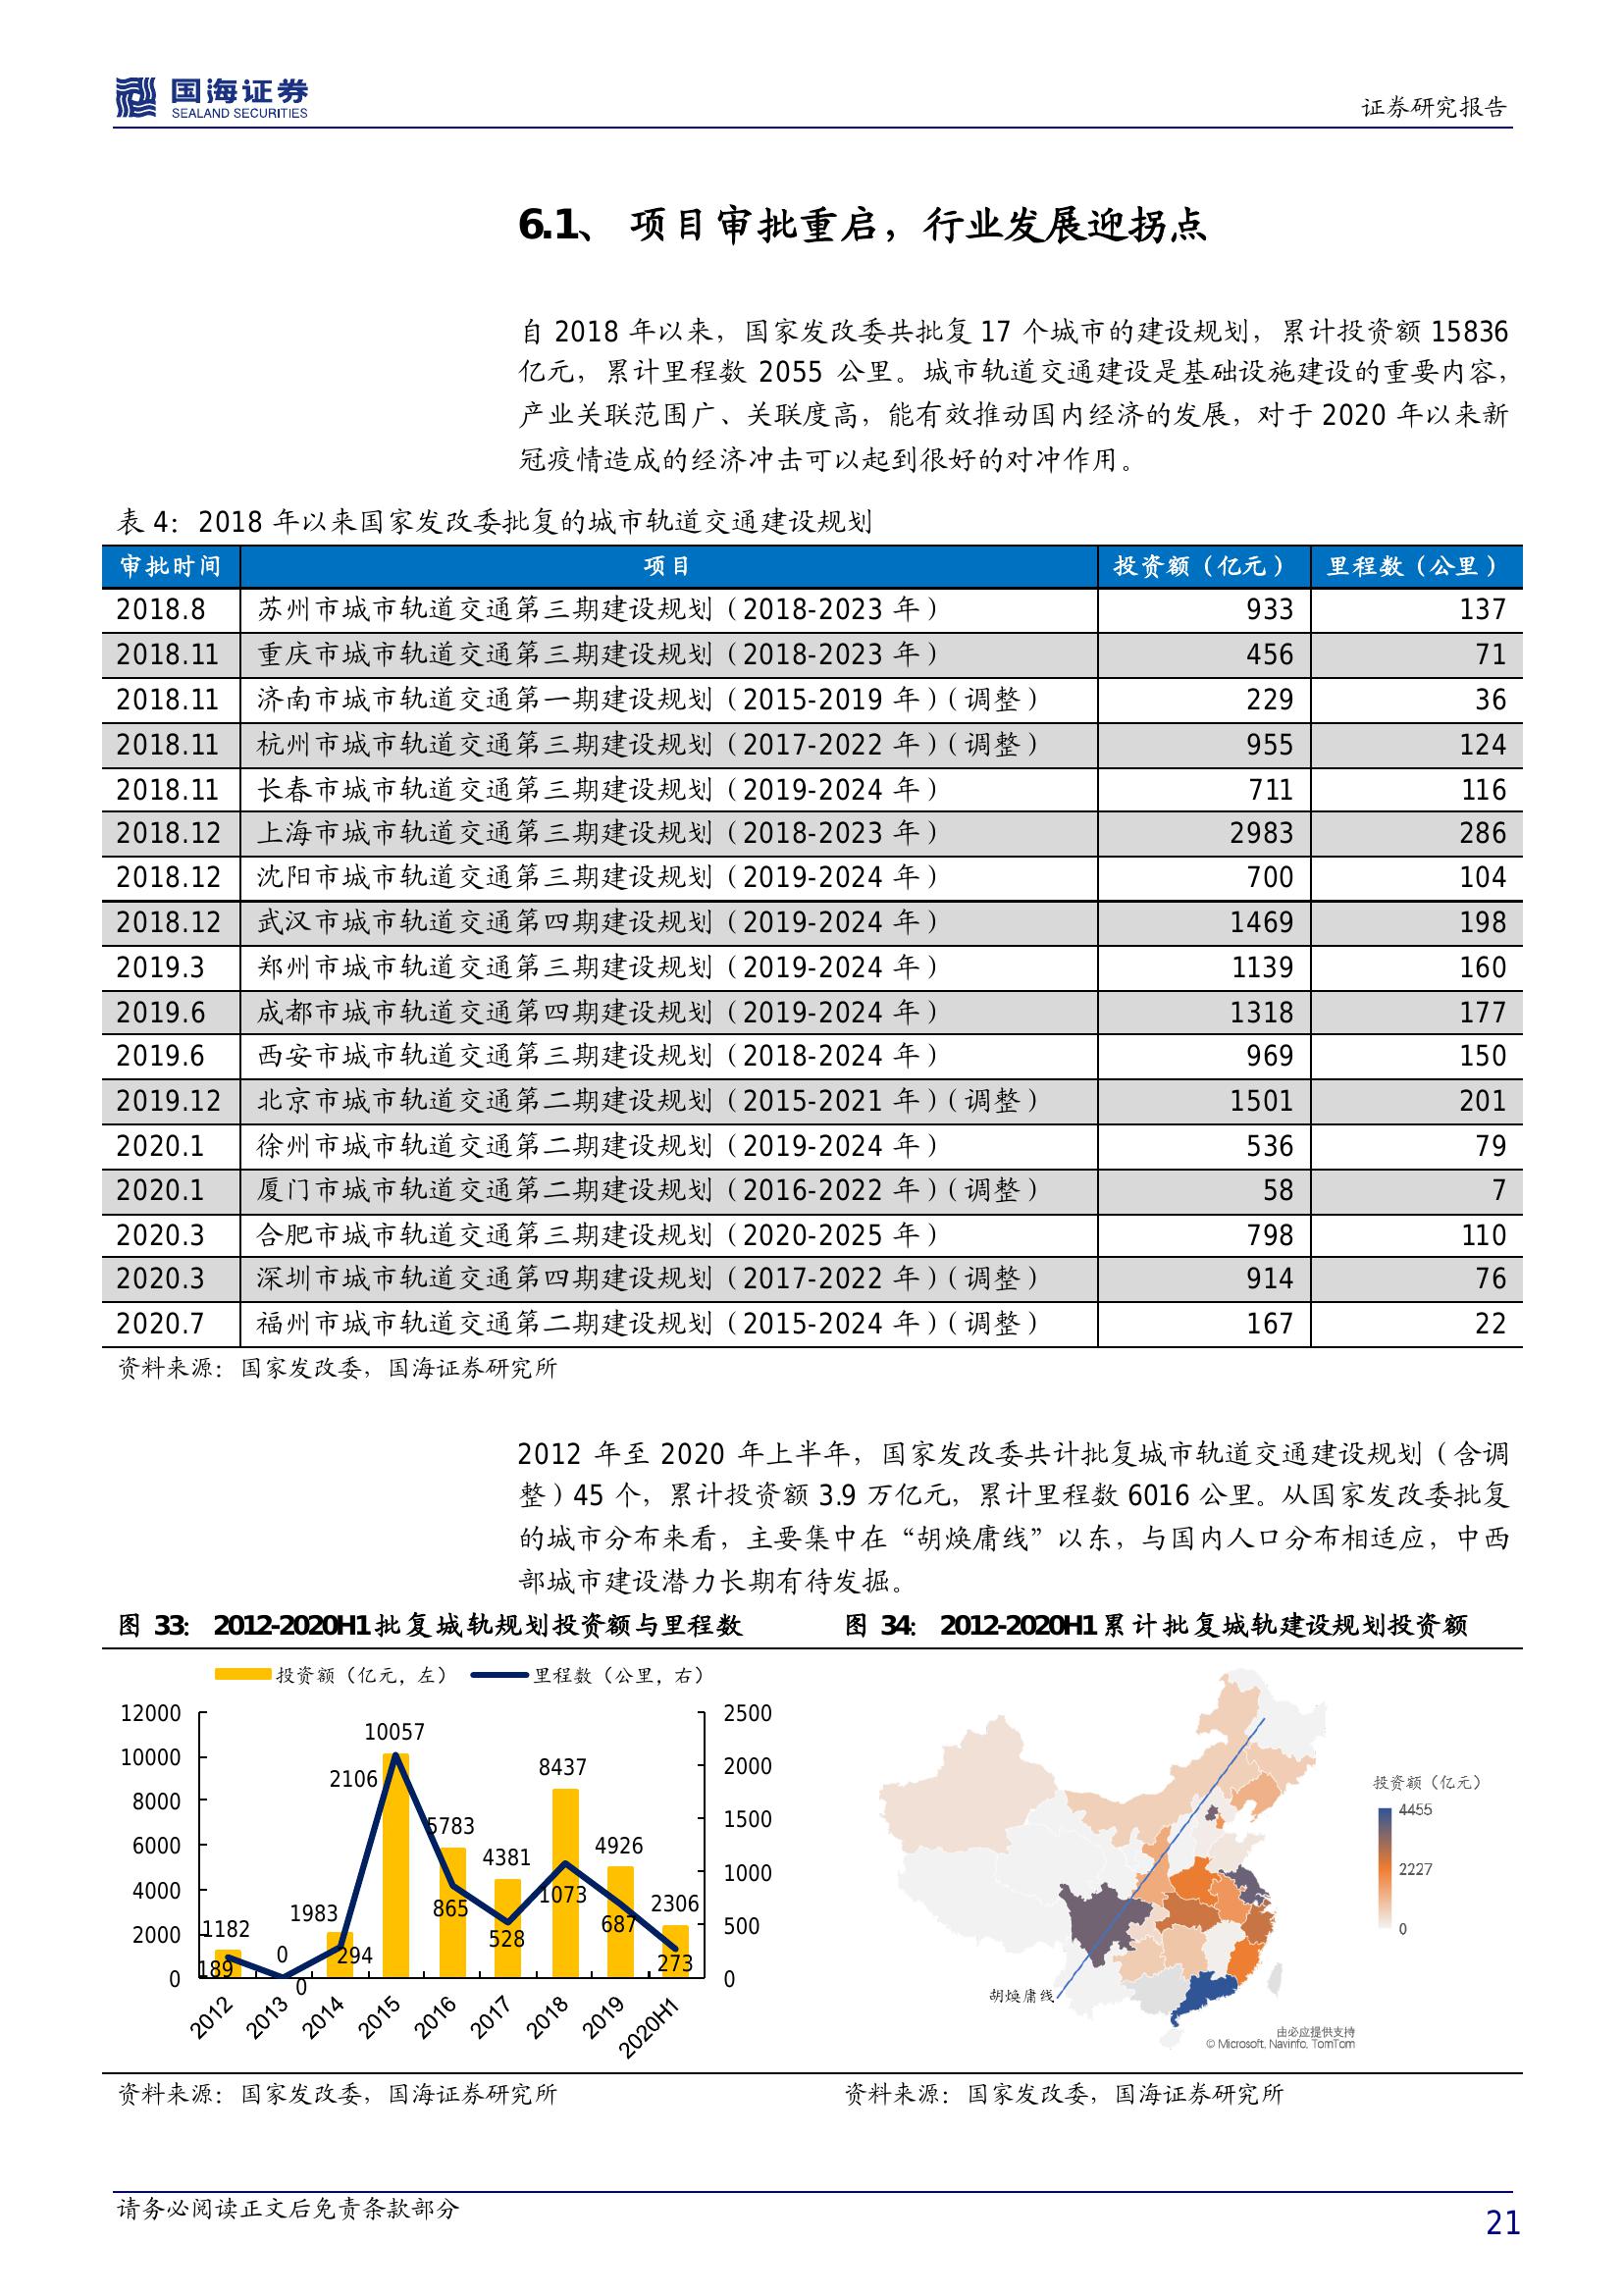 国海证券
SEALAND SECURITIES
证券研究报告
6.1、 项目审批重启，行业发展迎拐点
自 2018 年以来，国家发改委共批复 17 个城市的建设规划，累计投资额 15836
亿元，累计里程数 2055 公里。城市轨道交通建设是基础设施建设的重要内容，
产业关联范围广、关联度高，能有效推动国内经济的发展，对于 2020 年以来新
冠疫情造成的经济冲击可以起到很好的对冲作用。
表 4：2018 年以来国家发改委批复的城市轨道交通建设规划
审批时间 项目 投资额（亿元） 里程数（公里）
2018.8 苏州市城市轨道交通第三期建设规划（2018-2023 年） 933 137
2018.11 重庆市城市轨道交通第三期建设规划（2018-2023 年） 456 71
2018.11 济南市城市轨道交通第一期建设规划（2015-2019 年）（调整） 229 36
2018.11 杭州市城市轨道交通第三期建设规划（2017-2022 年）（调整） 955 124
2018.11 长春市城市轨道交通第三期建设规划（2019-2024 年） 711 116
2018.12 上海市城市轨道交通第三期建设规划（2018-2023 年） 2983 286
2018.12 沈阳市城市轨道交通第三期建设规划（2019-2024 年） 700 104
2018.12 武汉市城市轨道交通第四期建设规划（2019-2024 年） 1469 198
2019.3 郑州市城市轨道交通第三期建设规划（2019-2024 年） 1139 160
2019.6 成都市城市轨道交通第四期建设规划（2019-2024 年） 1318 177
2019.6 西安市城市轨道交通第三期建设规划（2018-2024 年） 969 150
2019.12 北京市城市轨道交通第二期建设规划（2015-2021 年）（调整） 1501 201
2020.1 徐州市城市轨道交通第二期建设规划（2019-2024 年） 536 79
2020.1 厦门市城市轨道交通第二期建设规划（2016-2022 年）（调整） 58 7
2020.3 合肥市城市轨道交通第三期建设规划（2020-2025 年） 798 110
2020.3 深圳市城市轨道交通第四期建设规划（2017-2022 年）（调整） 914 76
2020.7 福州市城市轨道交通第二期建设规划（2015-2024 年）（调整） 167 22
资料来源：国家发改委，国海证券研究所
2012 年至 2020 年上半年，国家发改委共计批复城市轨道交通建设规划（含调
整）45 个，累计投资额 3.9 万亿元，累计里程数 6016 公里。从国家发改委批复
的城市分布来看，主要集中在“胡焕庸线”以东，与国内人口分布相适应，中西
部城市建设潜力长期有待发掘。
图 33： 2012-2020H1批复城轨规划投资额与里程数
投资额（亿元，左） 里程数（公里，右）
12000
10000
8000
6000
4000
2000
0
2500
2000
1500
1000
500
0
1182
0
1983
10057
5783
4381
8437
4926
2306
189
0
294
2106
865
528
1073
687
273
2012
2013
2014
2015
2016
2017
2018
2019
2020H1
资料来源：国家发改委，国海证券研究所
图 34： 2012-2020H1累计批复城轨建设规划投资额
投资额（亿元）
4455
2227
0
胡焕庸线
由必应提供支持
© Microsoft, Navinfo, TomTom
资料来源：国家发改委，国海证券研究所
请务必阅读正文后免责条款部分
21